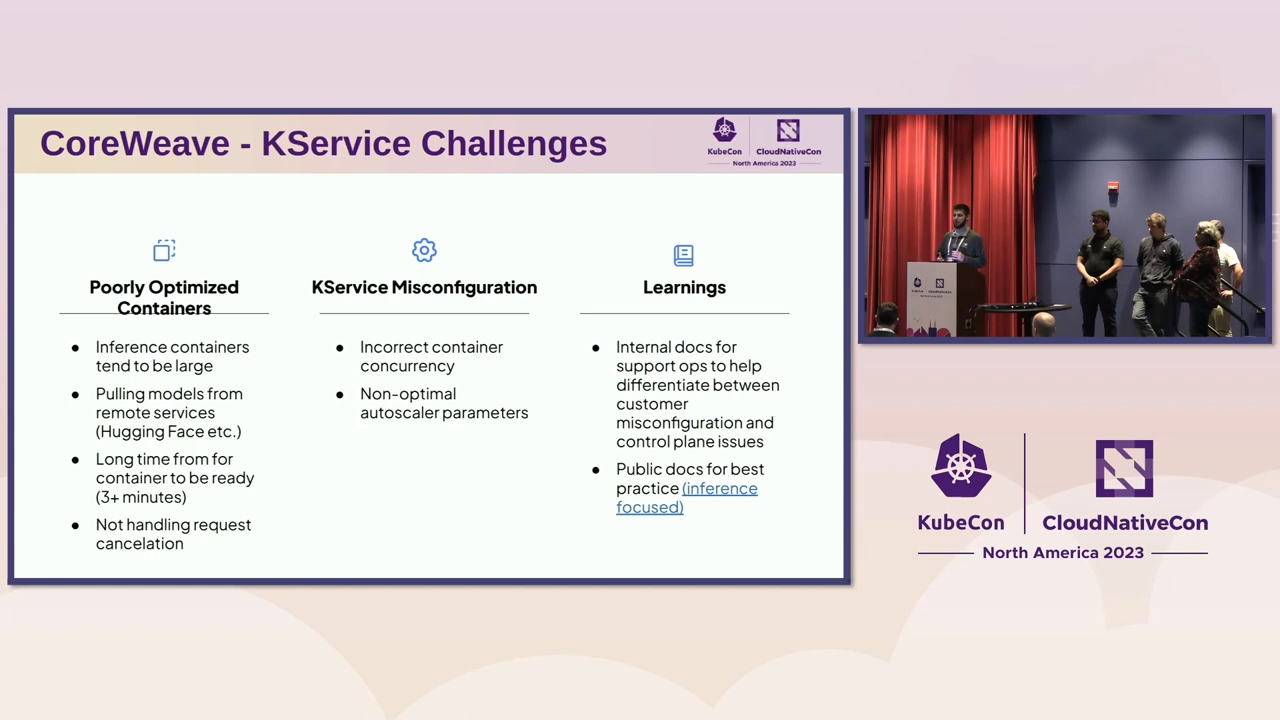 CoreWeave - KService Challenges
KubeCon
CloudNativeCon
North America 2023
Poorly Optimized
Containers
● Inference containers
tend to be large
● Pulling models from
remote services
(Hugging Face etc.)
● Long time from for
container to be ready
(3+ minutes)
● Not handling request
cancelation
KService Misconfiguration
● Incorrect container
concurrency
● Non-optimal
autoscaler parameters
Learnings
● Internal docs for
support ops to help
differentiate between
customer
misconfiguration and
control plane issues
● Public docs for best
practice (inference
focused)
KubeCon
CloudNativeCon
North America 2023